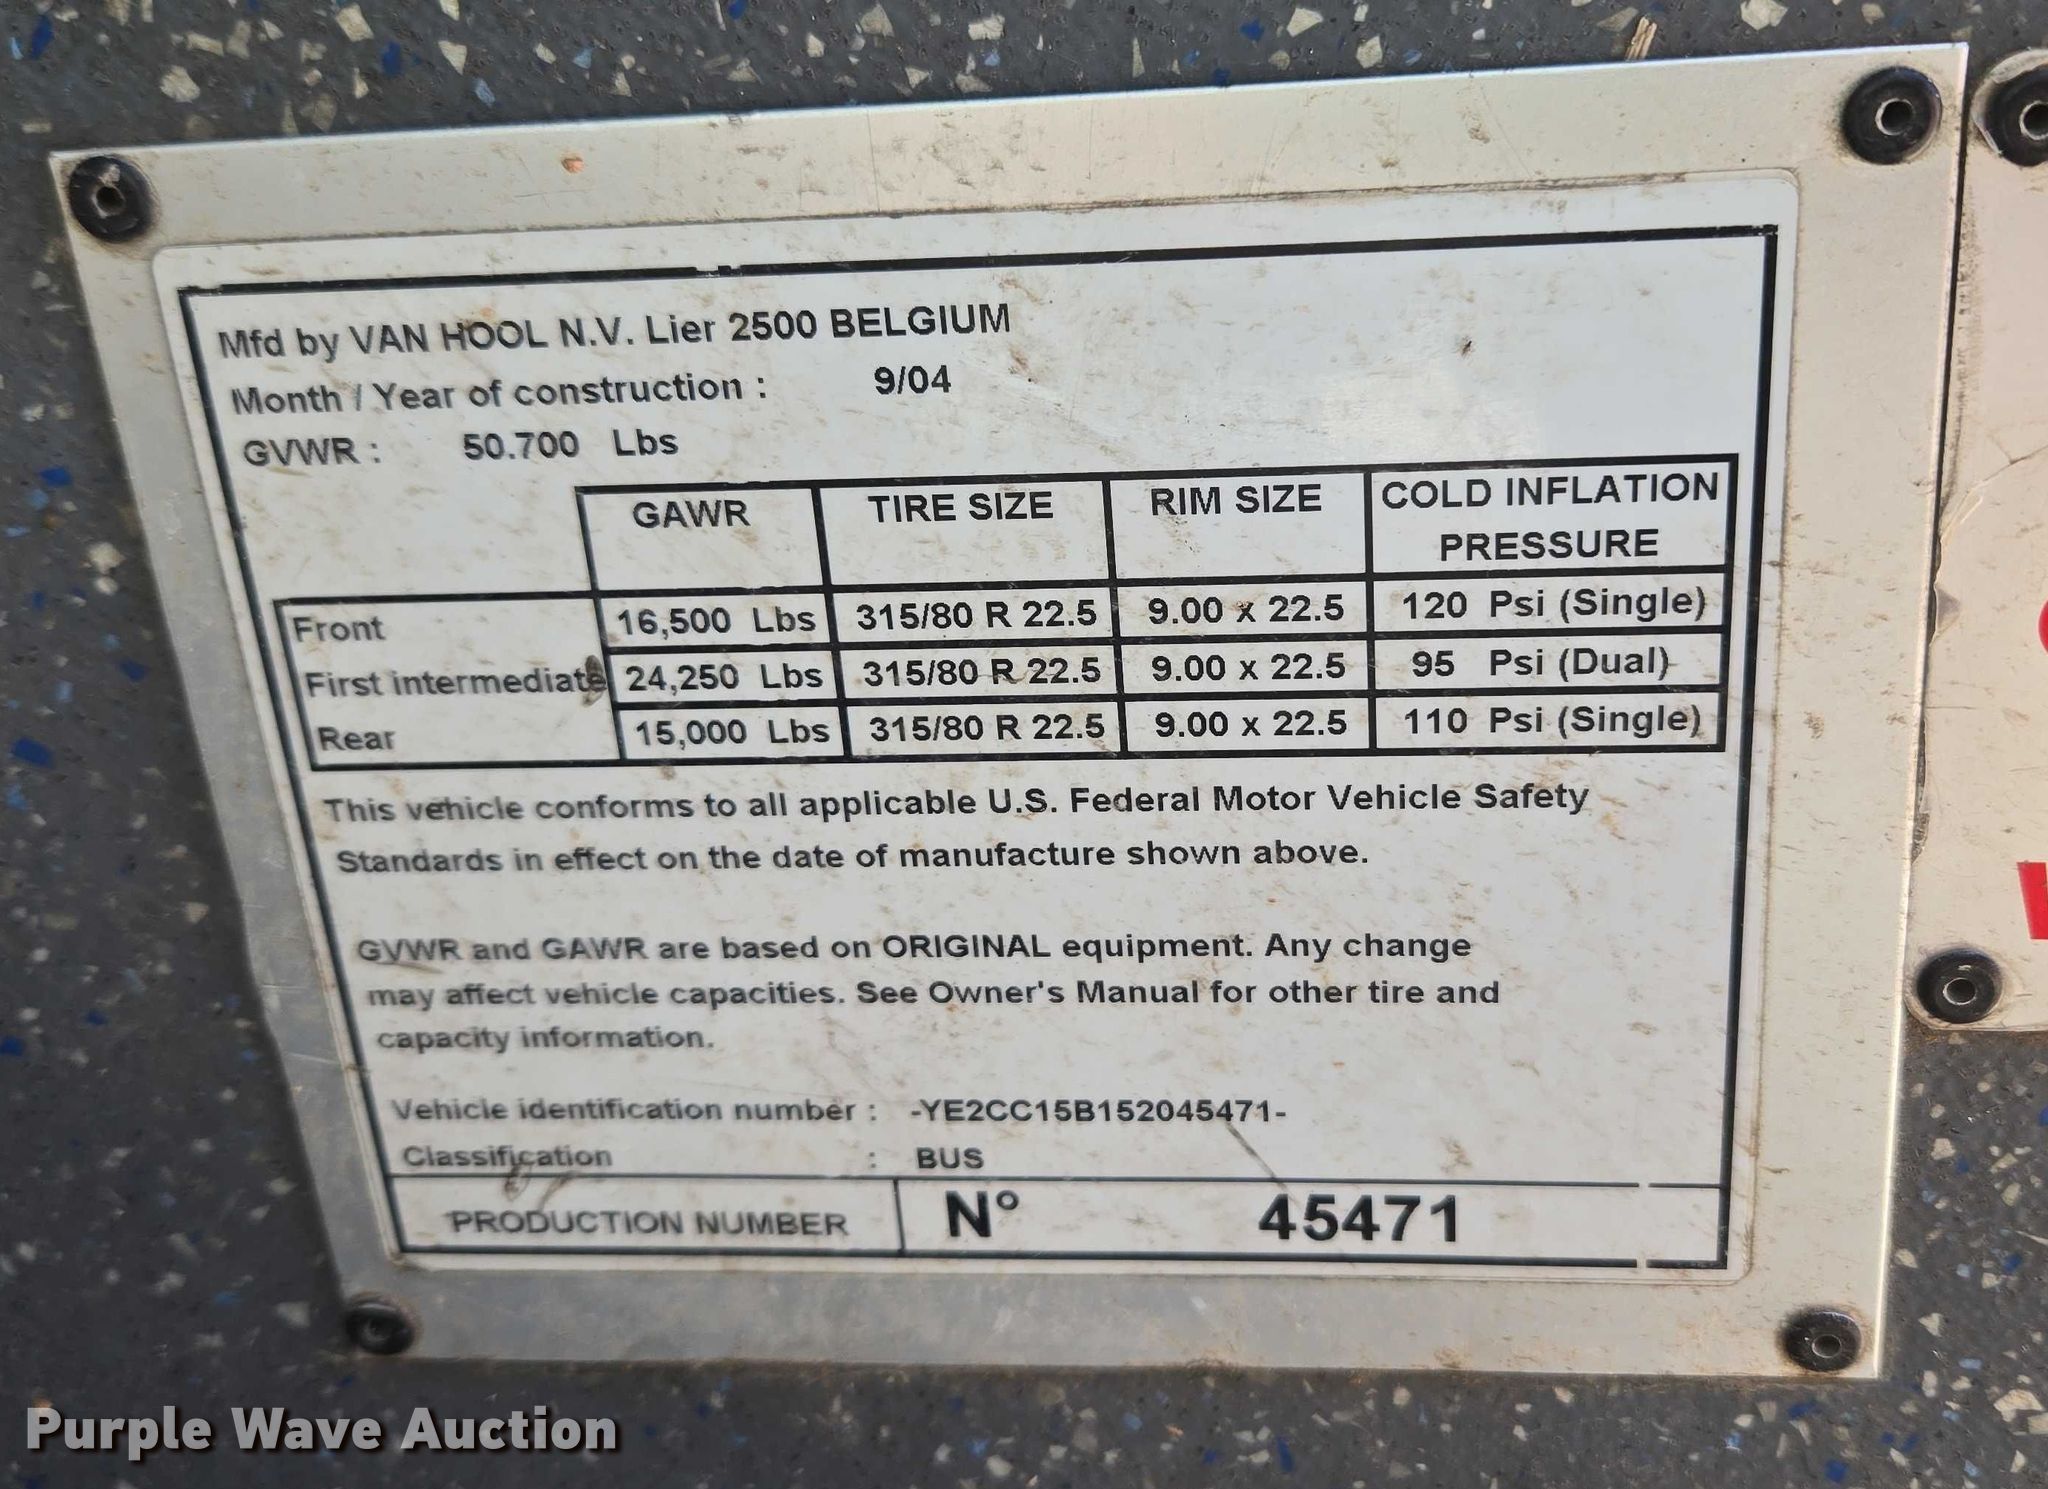 Mfd by VAN HOOL N.V. Lier 2500 BELGIUM
Month / Year of construction : 9/04
GVWR : 50.700 Lbs
GAWR TIRE SIZE RIM SIZE COLD INFLATION PRESSURE
Front 16,500 Lbs 315/80 R 22.5 9.00 x 22.5 120 Psi (Single)
First intermediate 24,250 Lbs 315/80 R 22.5 9.00 x 22.5 95 Psi (Dual)
Rear 15,000 Lbs 315/80 R 22.5 9.00 x 22.5 110 Psi (Single)
This vehicle conforms to all applicable U.S. Federal Motor Vehicle Safety
Standards in effect on the date of manufacture shown above.
GVWR and GAWR are based on ORIGINAL equipment. Any change
may affect vehicle capacities. See Owner's Manual for other tire and
capacity information.
Vehicle identification number : -YE2CC15B152045471-
Classification : BUS
PRODUCTION NUMBER N° 45471
Purple Wave Auction